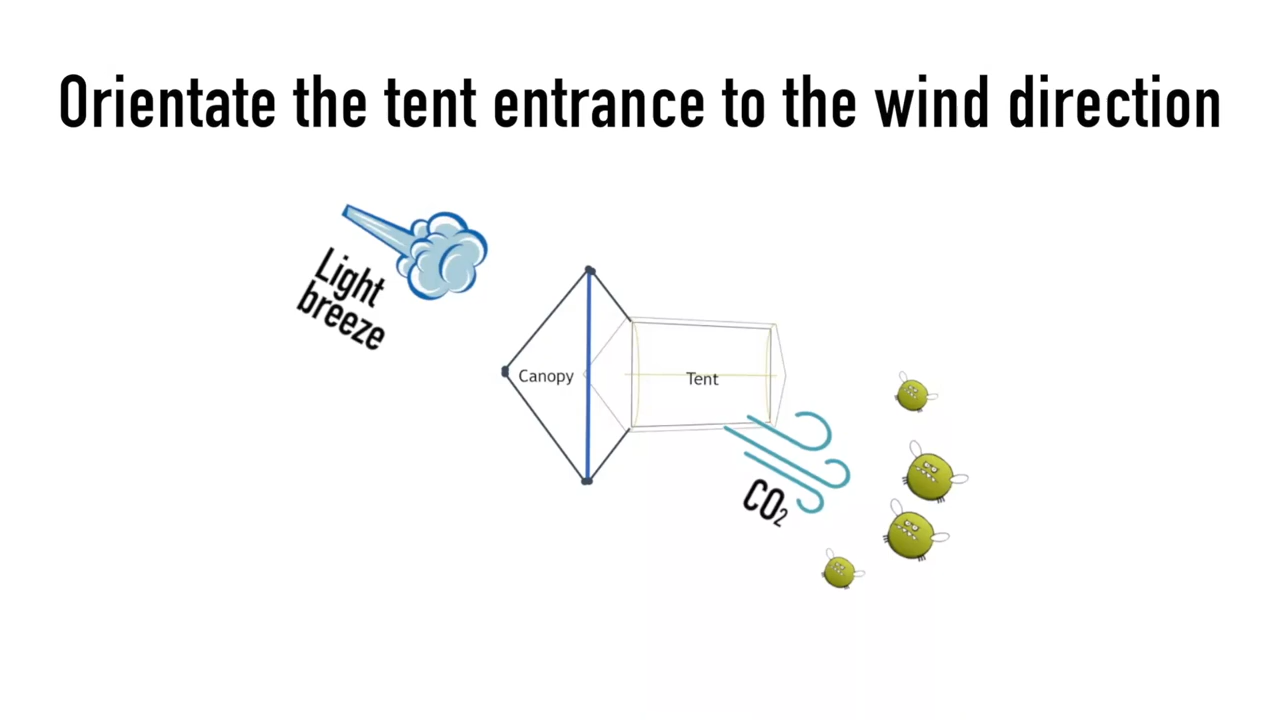 Orientate the tent entrance to the wind direction
Light
breeze
Canopy
Tent
CO₂